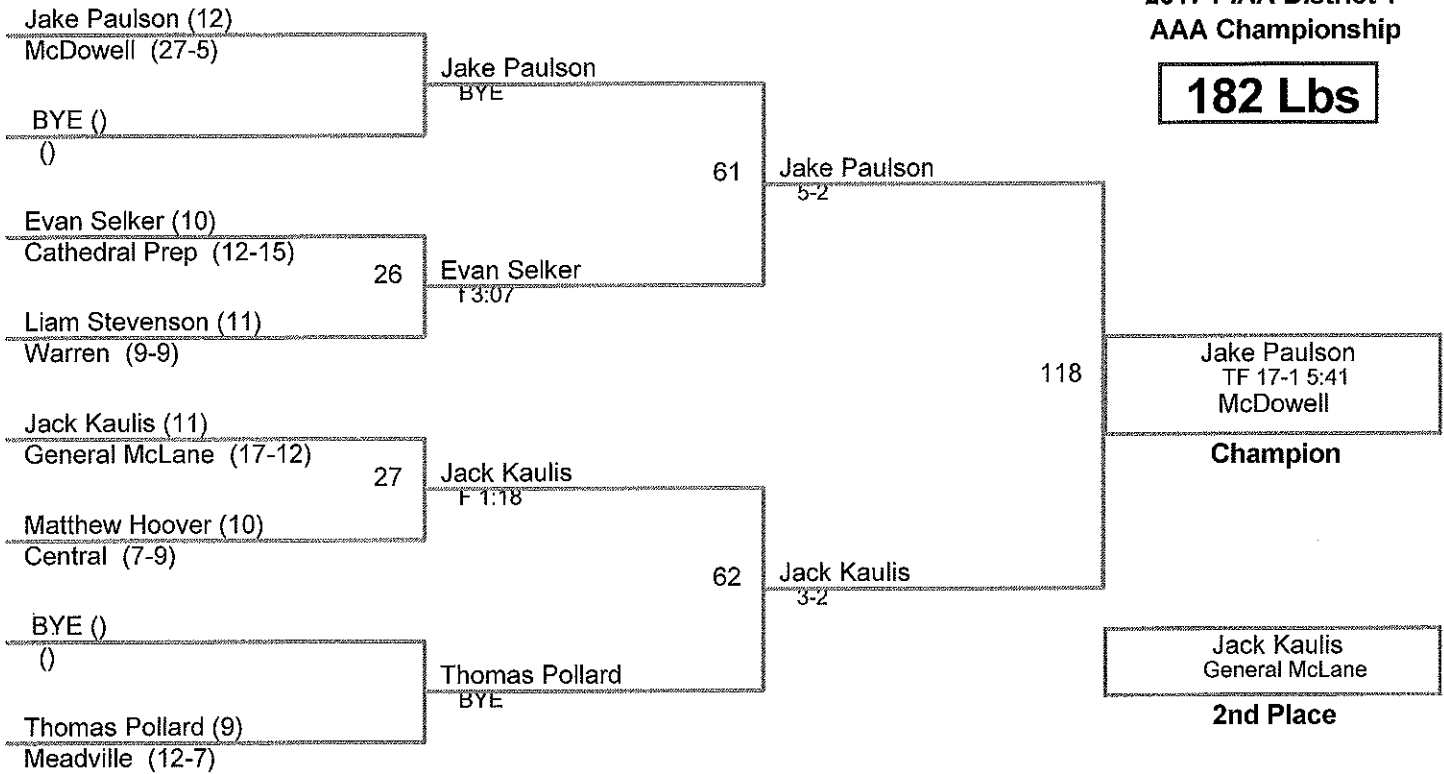 AAA Championship
182 Lbs
Jake Paulson (12)
McDowell (27-5)
BYE ()
()
Evan Selker (10)
Cathedral Prep (12-15)
Liam Stevenson (11)
Warren (9-9)
Jack Kaulis (11)
General McLane (17-12)
Matthew Hoover (10)
Central (7-9)
BYE ()
()
Thomas Pollard (9)
Meadville (12-7)
Jake Paulson
BYE
26
Evan Selker
f 3:07
27
Jack Kaulis
F 1:18
Thomas Pollard
BYE
61
Jake Paulson
5-2
62
Jack Kaulis
3-2
118
Jake Paulson
TF 17-1 5:41
McDowell
Champion
Jack Kaulis
General McLane
2nd Place